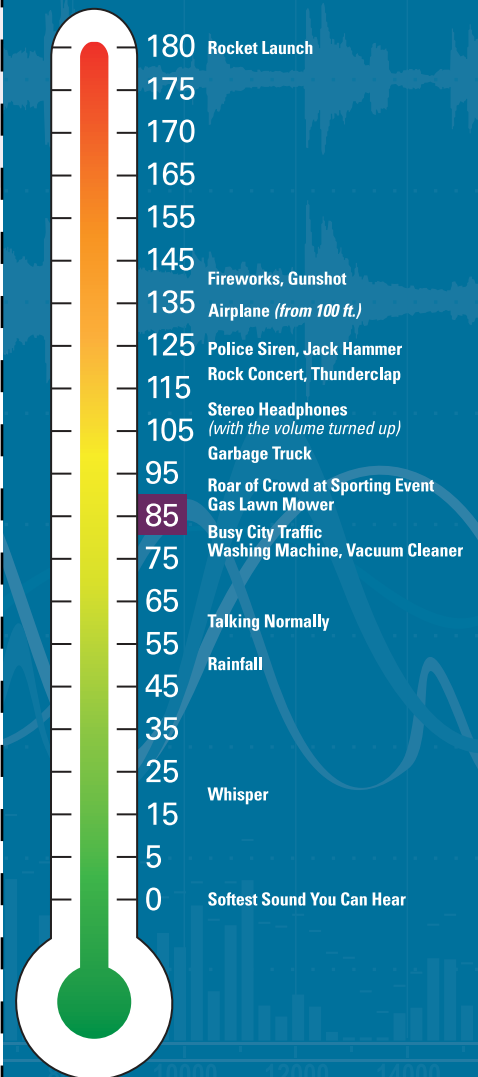 180 Rocket Launch
175
170
165
155
145
Fireworks, Gunshot
135
Airplane (from 100 ft.)
125
Police Siren, Jack Hammer
Rock Concert, Thunderclap
115
Stereo Headphones
105
(with the volume turned up)
Garbage Truck
95
Roar of Crowd at Sporting Event
Gas Lawn Mower
85
Busy City Traffic
Washing Machine, Vacuum Cleaner
75
65
Talking Normally
55
Rainfall
45
35
25
Whisper
15
5
0 Softest Sound You Can Hear
10000 12000 14000